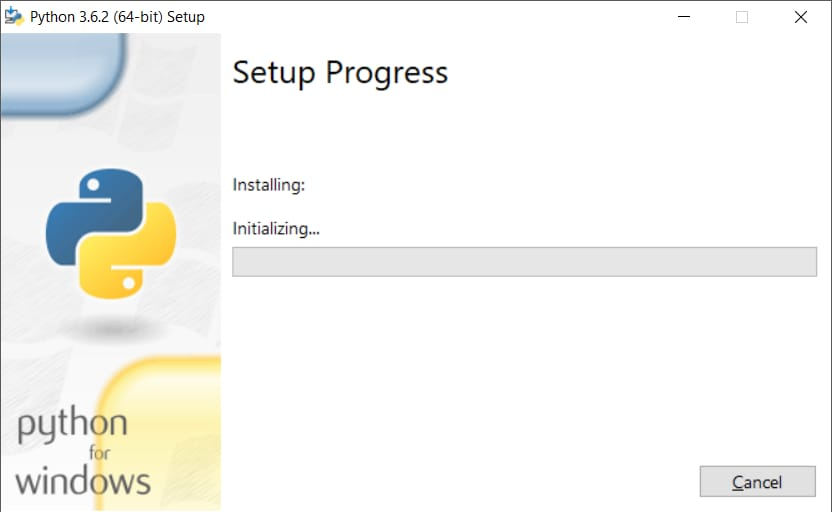 Python 3.6.2 (64-bit) Setup
Setup Progress
Installing:
Initializing...
python
for
windows
Cancel